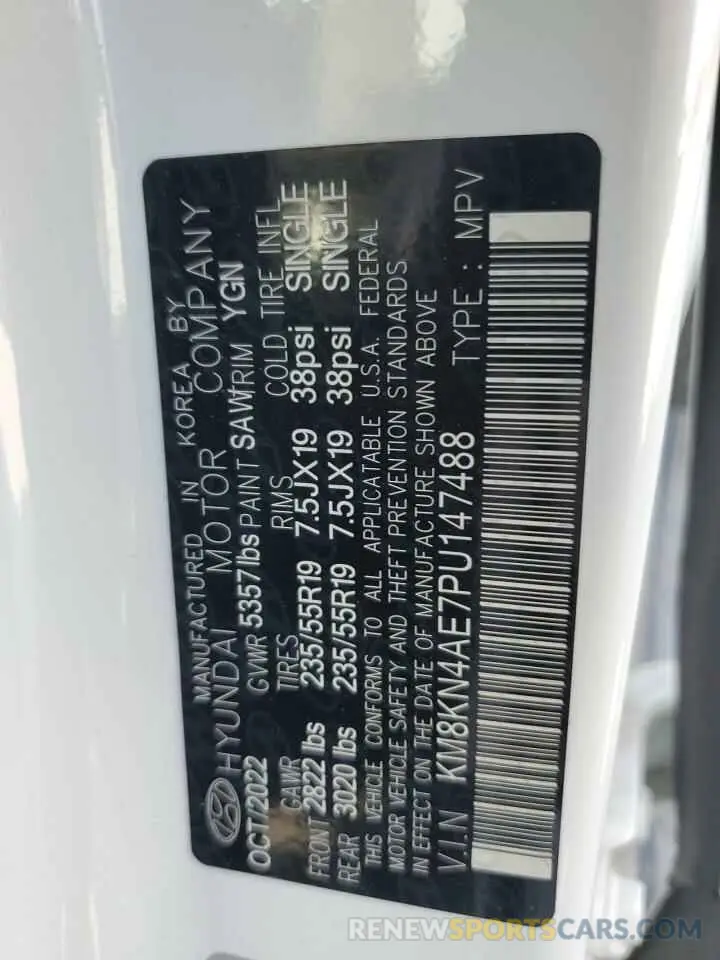 MANUFACTURED IN KOREA BY
HYUNDAI MOTOR COMPANY
OCT/2022 GVWR 5357lbs PAINT SAW TRIM YGN
GAWR TIRES RIMS COLD TIRE INFL
FRONT 2822 lbs 235/55R19 7.5JX19 38psi SINGLE
REAR 3020 lbs 235/55R19 7.5JX19 38psi SINGLE
THIS VEHICLE CONFORMS TO ALL APPLICATABLE U.S.A. FEDERAL
MOTOR VEHICLE SAFETY AND THEFT PREVENTION STANDARDS
IN EFFECT ON THE DATE OF MANUFACTURE SHOWN ABOVE
V.I.N KM8KN4AE7PU147488 TYPE : MPV
RENEWSPORTSCARS.COM